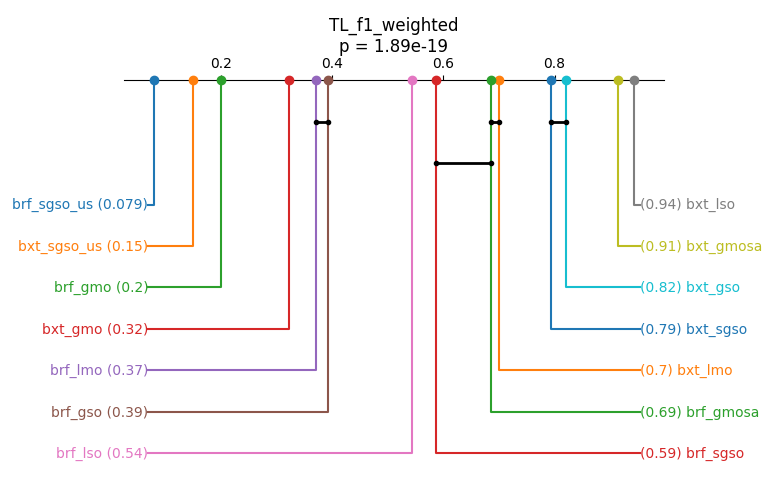 TL_f1_weighted
p = 1.89e-19
0.2 0.4 0.6 0.8
brf_sgso_us (0.079) (0.94) bxt_lso
bxt_sgso_us (0.15) (0.91) bxt_gmosa
brf_gmo (0.2) (0.82) bxt_gso
bxt_gmo (0.32) (0.79) bxt_sgso
brf_lmo (0.37) (0.7) bxt_lmo
brf_gso (0.39) (0.69) brf_gmosa
brf_lso (0.54) (0.59) brf_sgso